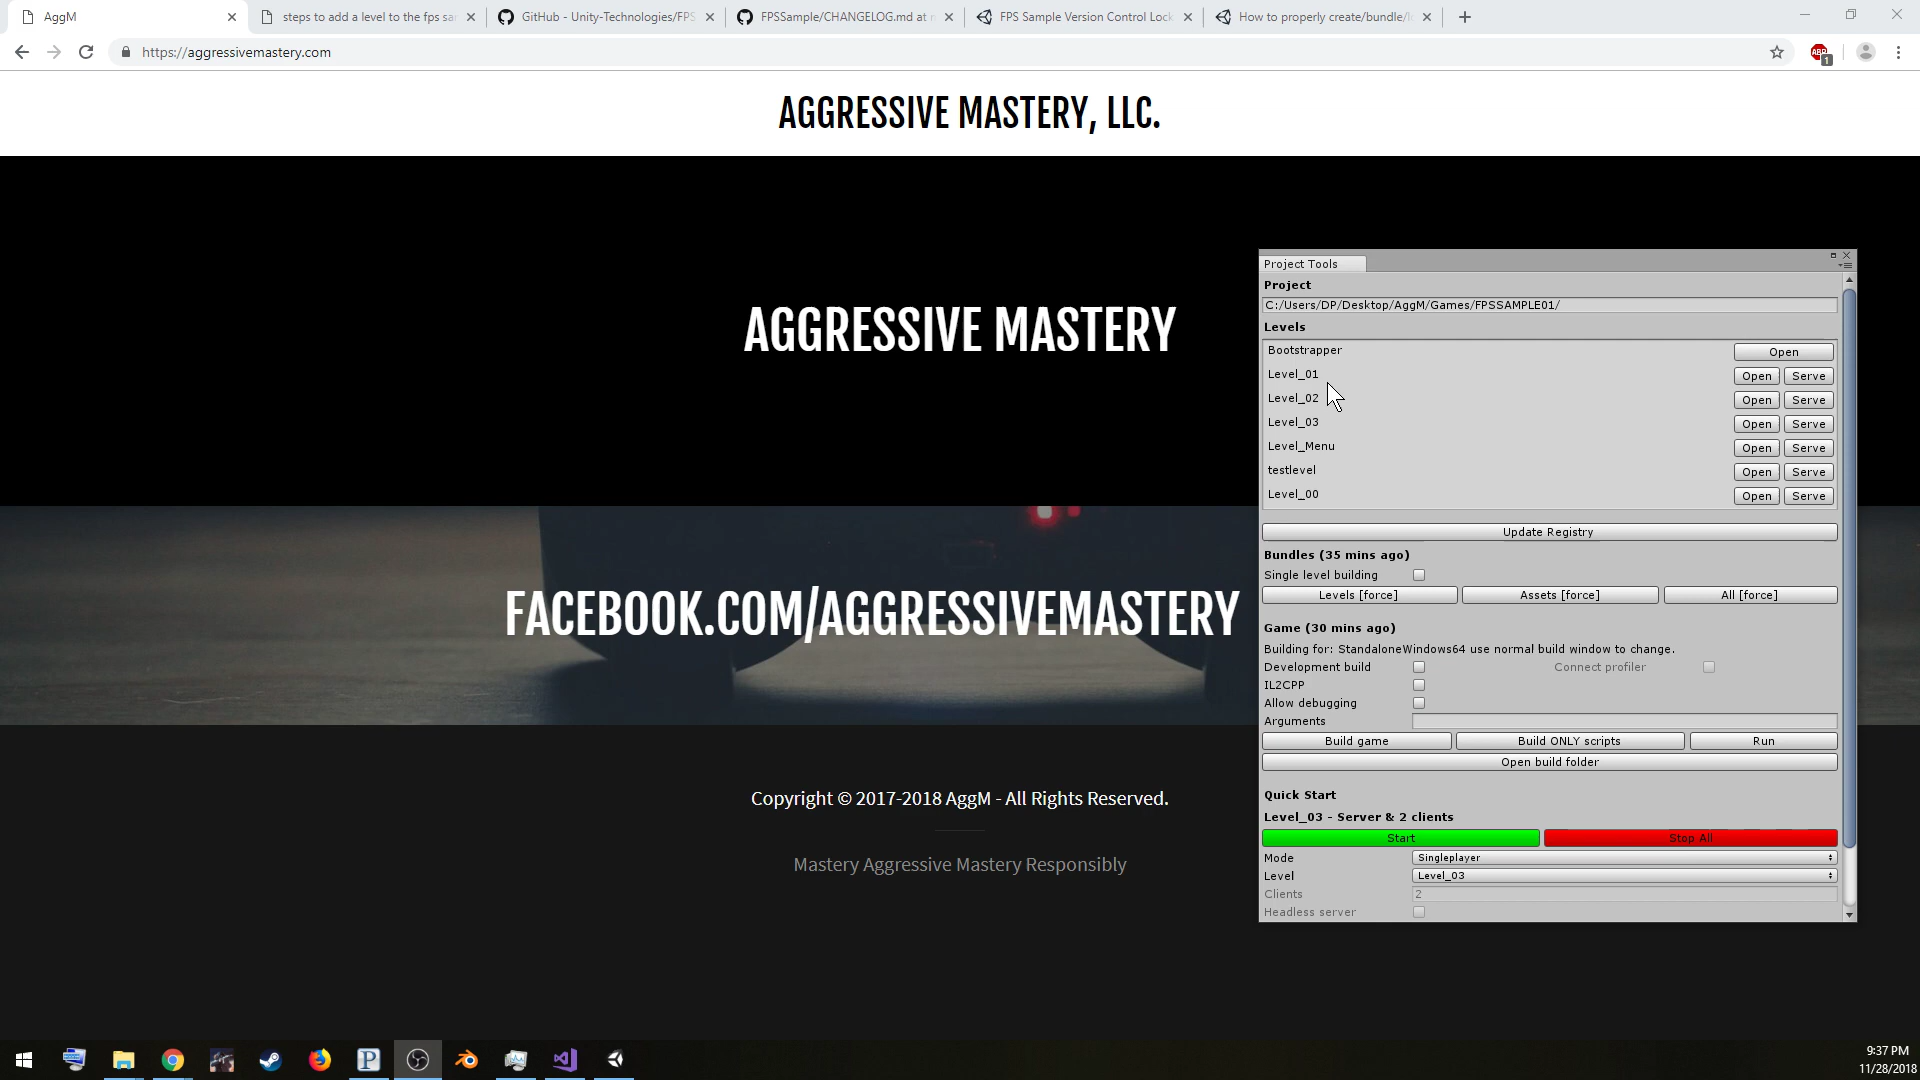 AggM
steps to add a level to the fps sa
GitHub - Unity-Technologies/FPS
FPSSample/CHANGELOG.md at
FPS Sample Version Control Lock
How to properly create/bundle/
https://aggressivemastery.com
ABP
1
AGGRESSIVE MASTERY, LLC.
AGGRESSIVE MASTERY
FACEBOOK.COM/AGGRESSIVEMASTERY
Copyright © 2017-2018 AggM - All Rights Reserved.
Mastery Aggressive Mastery Responsibly
Project Tools
Project
C:/Users/DP/Desktop/AggM/Games/FPSSAMPLE01/
Levels
Bootstrapper Open
Level_01 Open Serve
Level_02 Open Serve
Level_03 Open Serve
Level_Menu Open Serve
testlevel Open Serve
Level_00 Open Serve
Update Registry
Bundles (35 mins ago)
Single level building
Levels [force] Assets [force] All [force]
Game (30 mins ago)
Building for: StandaloneWindows64 use normal build window to change.
Development build Connect profiler
IL2CPP
Allow debugging
Arguments
Build game Build ONLY scripts Run
Open build folder
Quick Start
Level_03 - Server & 2 clients
Start Stop All
Mode Singleplayer
Level Level_03
Clients 2
Headless server
9:37 PM
11/28/2018